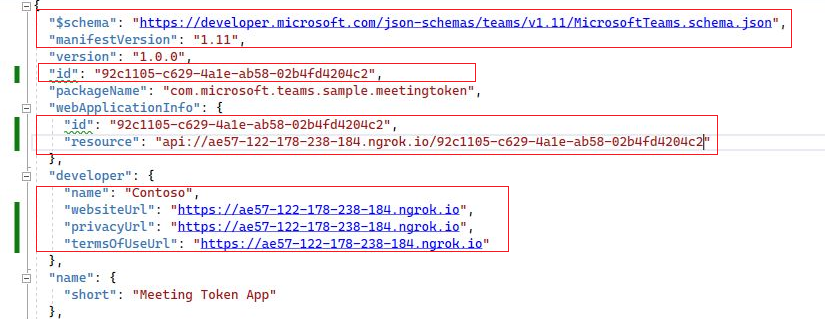 {
"$schema": "https://developer.microsoft.com/json-schemas/teams/v1.11/MicrosoftTeams.schema.json",
"manifestVersion": "1.11",
"version": "1.0.0",
"id": "92c1105-c629-4a1e-ab58-02b4fd4204c2",
"packageName": "com.microsoft.teams.sample.meetingtoken",
"webApplicationInfo": {
"id": "92c1105-c629-4a1e-ab58-02b4fd4204c2",
"resource": "api://ae57-122-178-238-184.ngrok.io/92c1105-c629-4a1e-ab58-02b4fd4204c2"
},
"developer": {
"name": "Contoso",
"websiteUrl": "https://ae57-122-178-238-184.ngrok.io",
"privacyUrl": "https://ae57-122-178-238-184.ngrok.io",
"termsOfUseUrl": "https://ae57-122-178-238-184.ngrok.io"
},
"name": {
"short": "Meeting Token App"
},